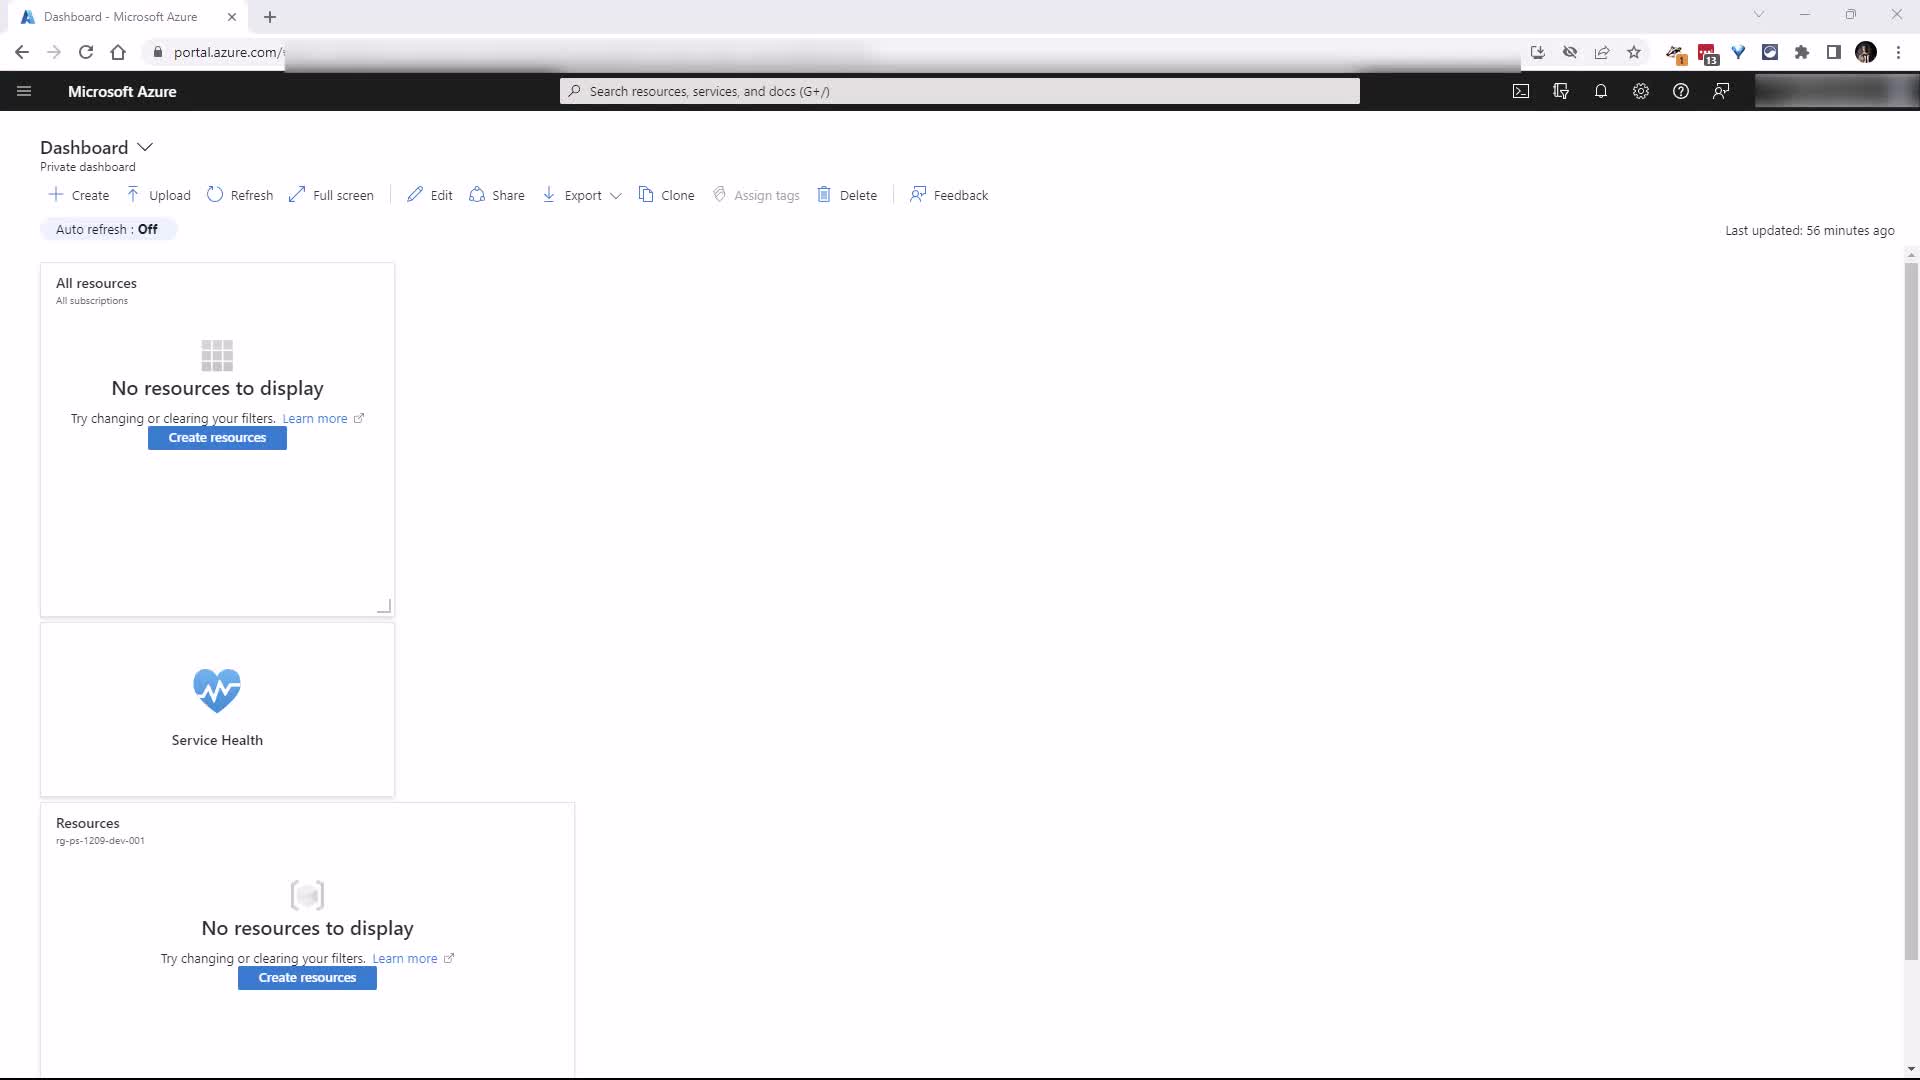 Dashboard - Microsoft Azure
portal.azure.com/
1
13
Microsoft Azure
Search resources, services, and docs (G+/)
Dashboard
Private dashboard
Create Upload Refresh Full screen Edit Share Export Clone Assign tags Delete Feedback
Auto refresh : Off
Last updated: 56 minutes ago
All resources
All subscriptions
No resources to display
Try changing or clearing your filters. Learn more
Create resources
Service Health
Resources
rg-ps-1209-dev-001
No resources to display
Try changing or clearing your filters. Learn more
Create resources